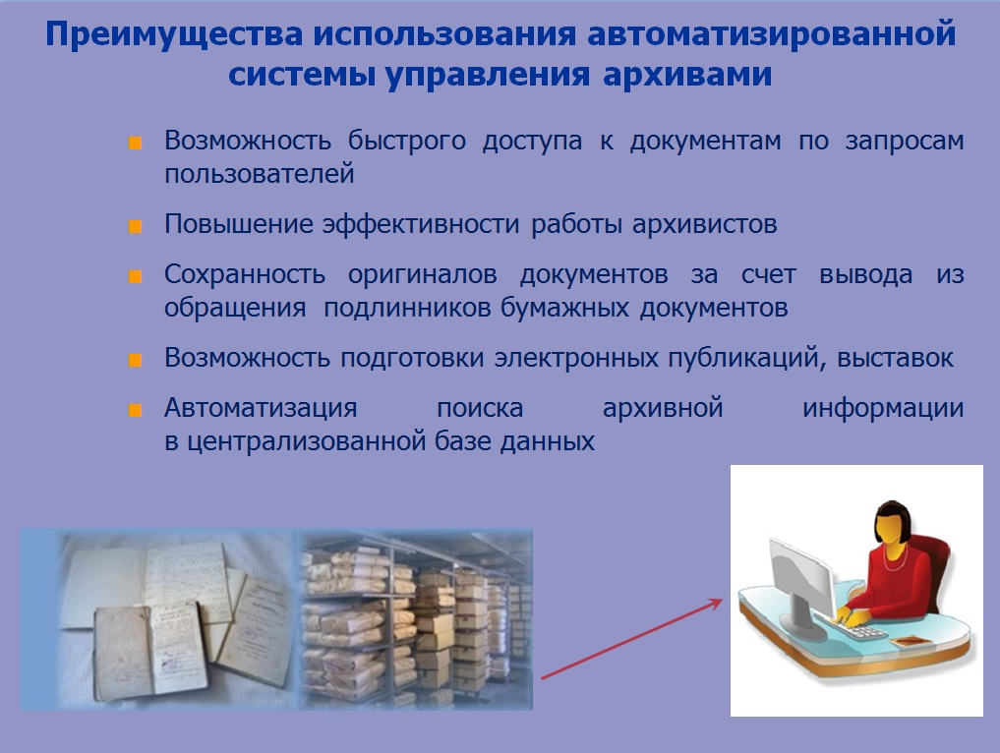 Преимущества использования автоматизированной
системы управления архивами
Возможность быстрого доступа к документам по запросам
пользователей
Повышение эффективности работы архивистов
Сохранность оригиналов документов за счет вывода из
обращения подлинников бумажных документов
Возможность подготовки электронных публикаций, выставок
Автоматизация поиска архивной информации
в централизованной базе данных